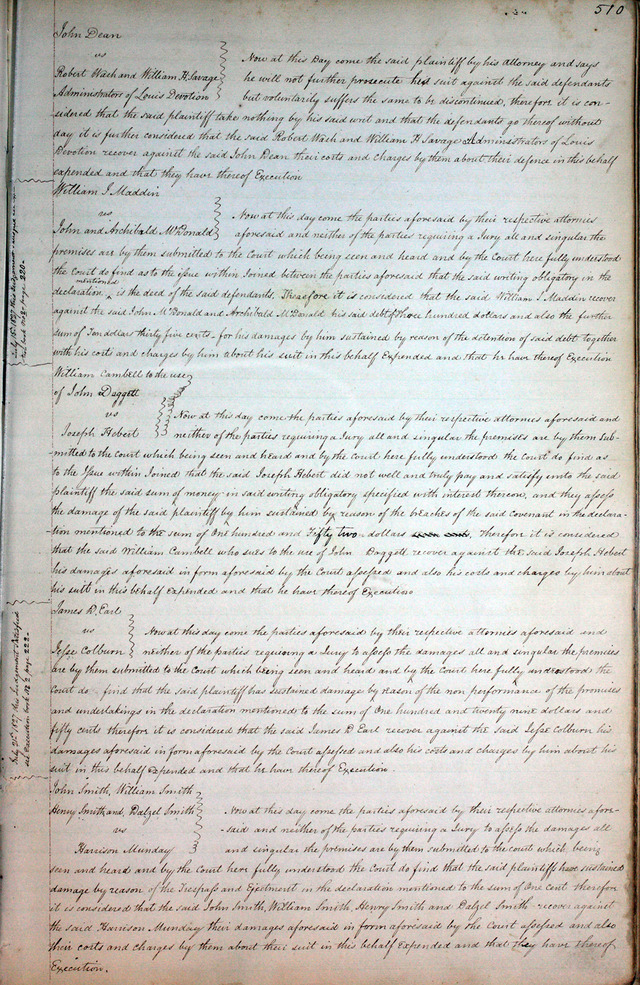 510
John Dean
vs
Robert Wach and William H. Savage
Administrators of Louis Devotion
Now at this Day come the said plaintiff by his attorney and says
he will not further prosecute his suit against the said defendants
but voluntarily suffers the same to be discontinued, therefore it is con-
sidered that the said plaintiff take nothing by his said writ and that the defendants go thereof without
day it is further considered that the said Robert Wach and William H Savage Administrators of Louis
Devotion recover against the said John Dean their costs and charges by them about their defence in this behalf
expended and that they have thereof Execution
William I Maddin
vs
John and Archibald McDonald
Now at this day come the parties aforesaid by their respective attornies
aforesaid and neither of the parties requiring a Jury all and singular the
premises are by them submitted to the Court which being seen and heard and by the Court here fully understood
the Court do find as to the issue within Joined between the parties aforesaid that the said writing obligatory in the
declaration mentioned is the deed of the said defendants. Therefore it is considered that the said William I Maddin recover
against the said John McDonald and Archibald McDonald his said debt of three hundred dollars and also the further
sum of Ten dollars thirty five cents for his damages by him sustained by reason of the detention of said debt together
with his costs and charges by him about his suit in this behalf Expended and that he have thereof Execution
William Cambell to the use
of John Daggett
vs
Joseph Hebert
Now at this day come the parties aforesaid by their respective attornies aforesaid and
neither of the parties requiring a Jury all and singular the premises are by them sub-
mitted to the Court which being seen and heard and by the court here fully understood the Court do find as
to the Issue within Joined that the said Joseph Hebert did not well and truly pay and satisfy unto the said
plaintiff the said sum of money in said writing obligatory specified with interest thereon, and they assess
the damage of the said plaintiff by him sustained by reason of the breaches of the said covenant in the declara-
tion mentioned to the sum of One hundred and Fifty two dollars therefore it is considered
that the said William Cambell who sues to the use of John Daggett recover against the said Joseph Hebert
his damages aforesaid in form aforesaid by the Court assessed and also his costs and charges by him about
his suit in this behalf Expended and that he have thereof Execution
James D. Earl
vs
Jesse Colburn
Now at this day come the parties aforesaid by their respective attornies aforesaid and
neither of the parties requiring a Jury to assess the damages all and singular the premises
are by them submitted to the Court which being seen and heard and by the Court here fully understood the
Court do find that the said plaintiff has sustained damage by reason of the non performance of the promises
and undertakings in the declaration mentioned to the sum of One hundred and twenty nine dollars and
fifty cents therefore it is considered that the said James D Earl recover against the said Jesse Colburn his
damages aforesaid in form aforesaid by the Court assessed and also his costs and charges by him about his
suit in this behalf Expended and that he have thereof Execution.
John Smith, William Smith
Henry Smith and Dalzel Smith
vs
Harrison Munday
Now at this day come the parties aforesaid by their respective attornies afore-
said and neither of the parties requiring a Jury to assess the damages all
and singular the premises are by them submitted to the court which being
seen and heard and by the Court here fully understood the Court do find that the said plaintiffs have sustained
damage by reason of the Trespass and Ejectment in the declaration mentioned to the sum of One cent therefore
it is considered that the said John Smith, William Smith, Henry Smith and Dalzel Smith recover against
the said Harrison Munday their damages aforesaid in form aforesaid by the Court assessed and also
their costs and charges by them about their suit in this behalf Expended and that they have thereof
Execution.
July 2d 1827 this Judgement Satisfied
see Execution book No 2 page 222